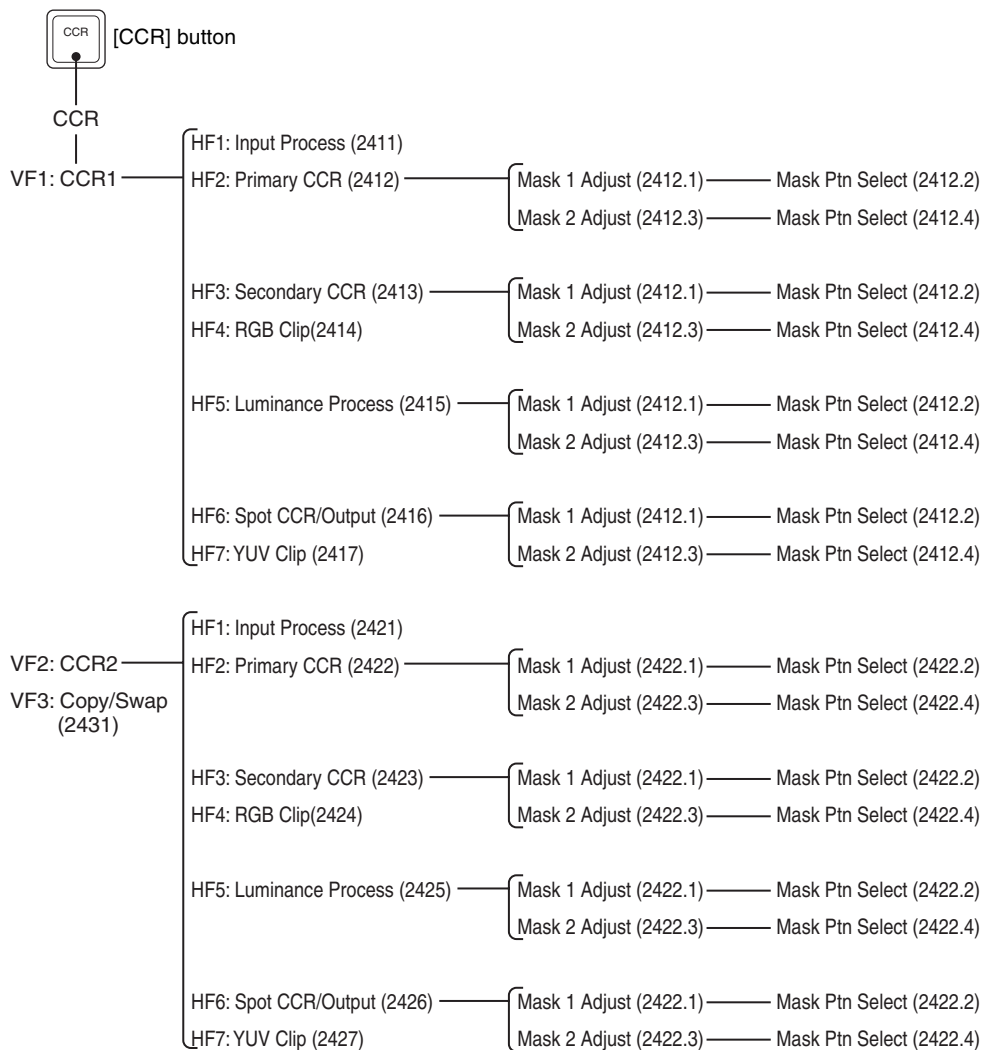 CCR
[CCR] button
CCR
HF1: Input Process (2411)
VF1: CCR1 HF2: Primary CCR (2412) Mask 1 Adjust (2412.1) Mask Ptn Select (2412.2)
Mask 2 Adjust (2412.3) Mask Ptn Select (2412.4)
HF3: Secondary CCR (2413) Mask 1 Adjust (2412.1) Mask Ptn Select (2412.2)
HF4: RGB Clip(2414) Mask 2 Adjust (2412.3) Mask Ptn Select (2412.4)
HF5: Luminance Process (2415) Mask 1 Adjust (2412.1) Mask Ptn Select (2412.2)
Mask 2 Adjust (2412.3) Mask Ptn Select (2412.4)
HF6: Spot CCR/Output (2416) Mask 1 Adjust (2412.1) Mask Ptn Select (2412.2)
HF7: YUV Clip (2417) Mask 2 Adjust (2412.3) Mask Ptn Select (2412.4)
HF1: Input Process (2421)
VF2: CCR2 HF2: Primary CCR (2422) Mask 1 Adjust (2422.1) Mask Ptn Select (2422.2)
VF3: Copy/Swap Mask 2 Adjust (2422.3) Mask Ptn Select (2422.4)
(2431)
HF3: Secondary CCR (2423) Mask 1 Adjust (2422.1) Mask Ptn Select (2422.2)
HF4: RGB Clip(2424) Mask 2 Adjust (2422.3) Mask Ptn Select (2422.4)
HF5: Luminance Process (2425) Mask 1 Adjust (2422.1) Mask Ptn Select (2422.2)
Mask 2 Adjust (2422.3) Mask Ptn Select (2422.4)
HF6: Spot CCR/Output (2426) Mask 1 Adjust (2422.1) Mask Ptn Select (2422.2)
HF7: YUV Clip (2427) Mask 2 Adjust (2422.3) Mask Ptn Select (2422.4)